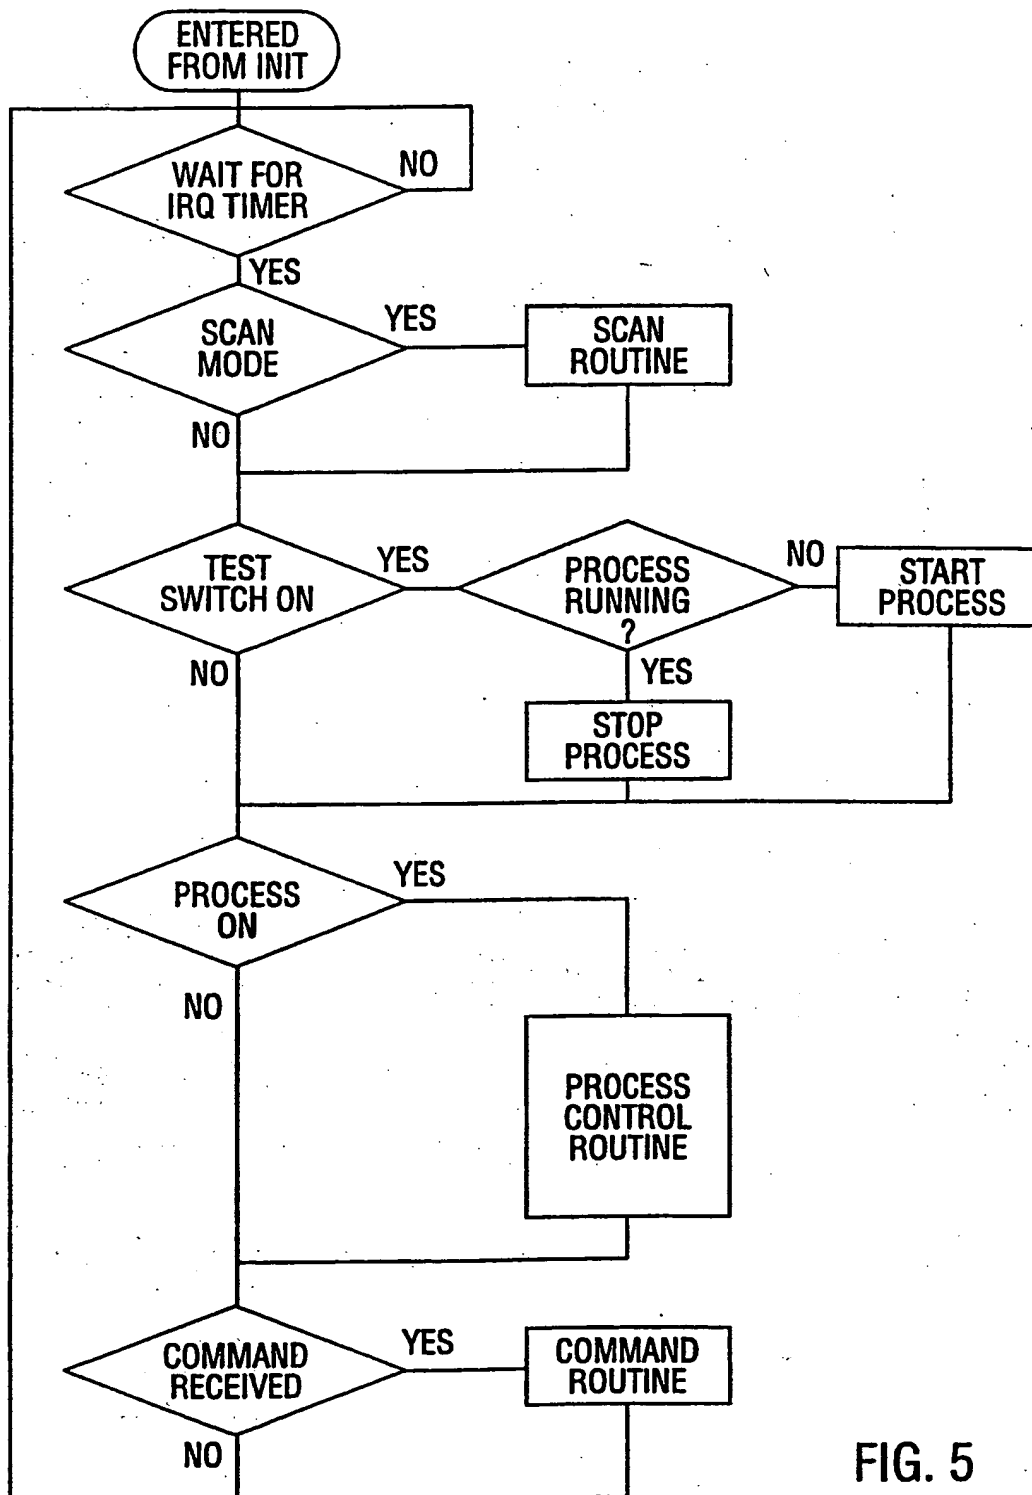 ENTERED
FROM INIT
WAIT FOR
IRQ TIMER
NO
YES
SCAN
MODE
YES
SCAN
ROUTINE
NO
TEST
SWITCH ON
YES
PROCESS
RUNNING
?
NO
START
PROCESS
NO
YES
STOP
PROCESS
PROCESS
ON
YES
NO
PROCESS
CONTROL
ROUTINE
COMMAND
RECEIVED
YES
COMMAND
ROUTINE
NO
FIG. 5